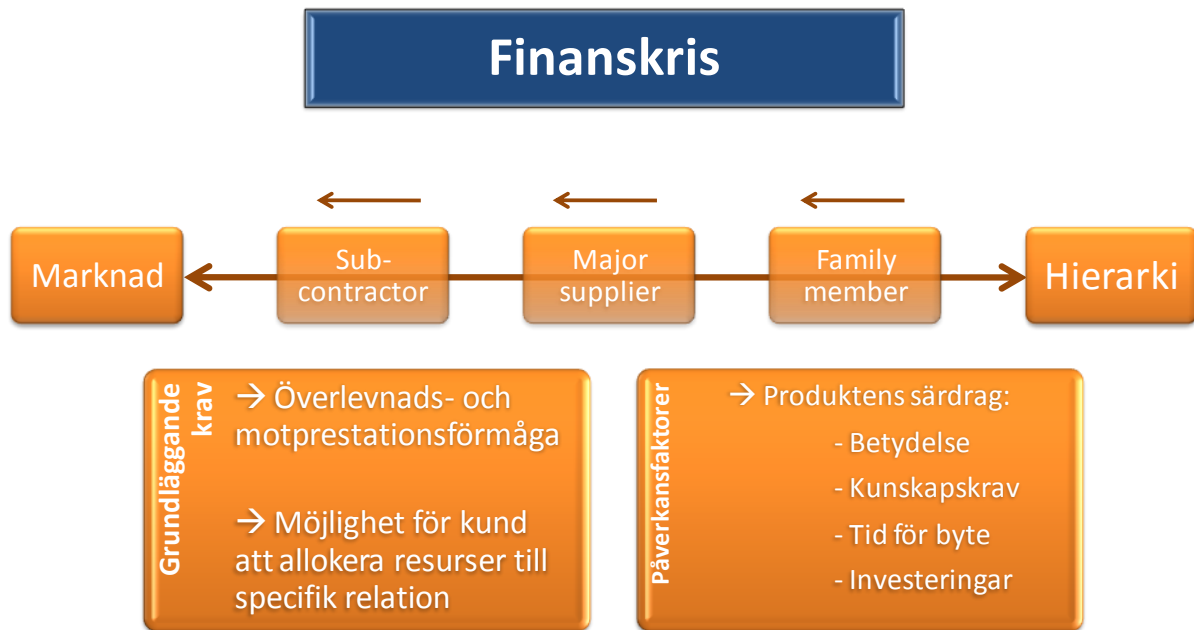 Finanskris
Marknad
Sub-
contractor
Major
supplier
Family
member
Hierarki
Grundläggande
krav
→ Överlevnads- och
motprestationsförmåga
→ Möjlighet för kund
att allokera resurser till
specifik relation
Påverkansfaktorer
→ Produktens särdrag:
- Betydelse
- Kunskapskrav
- Tid för byte
- Investeringar